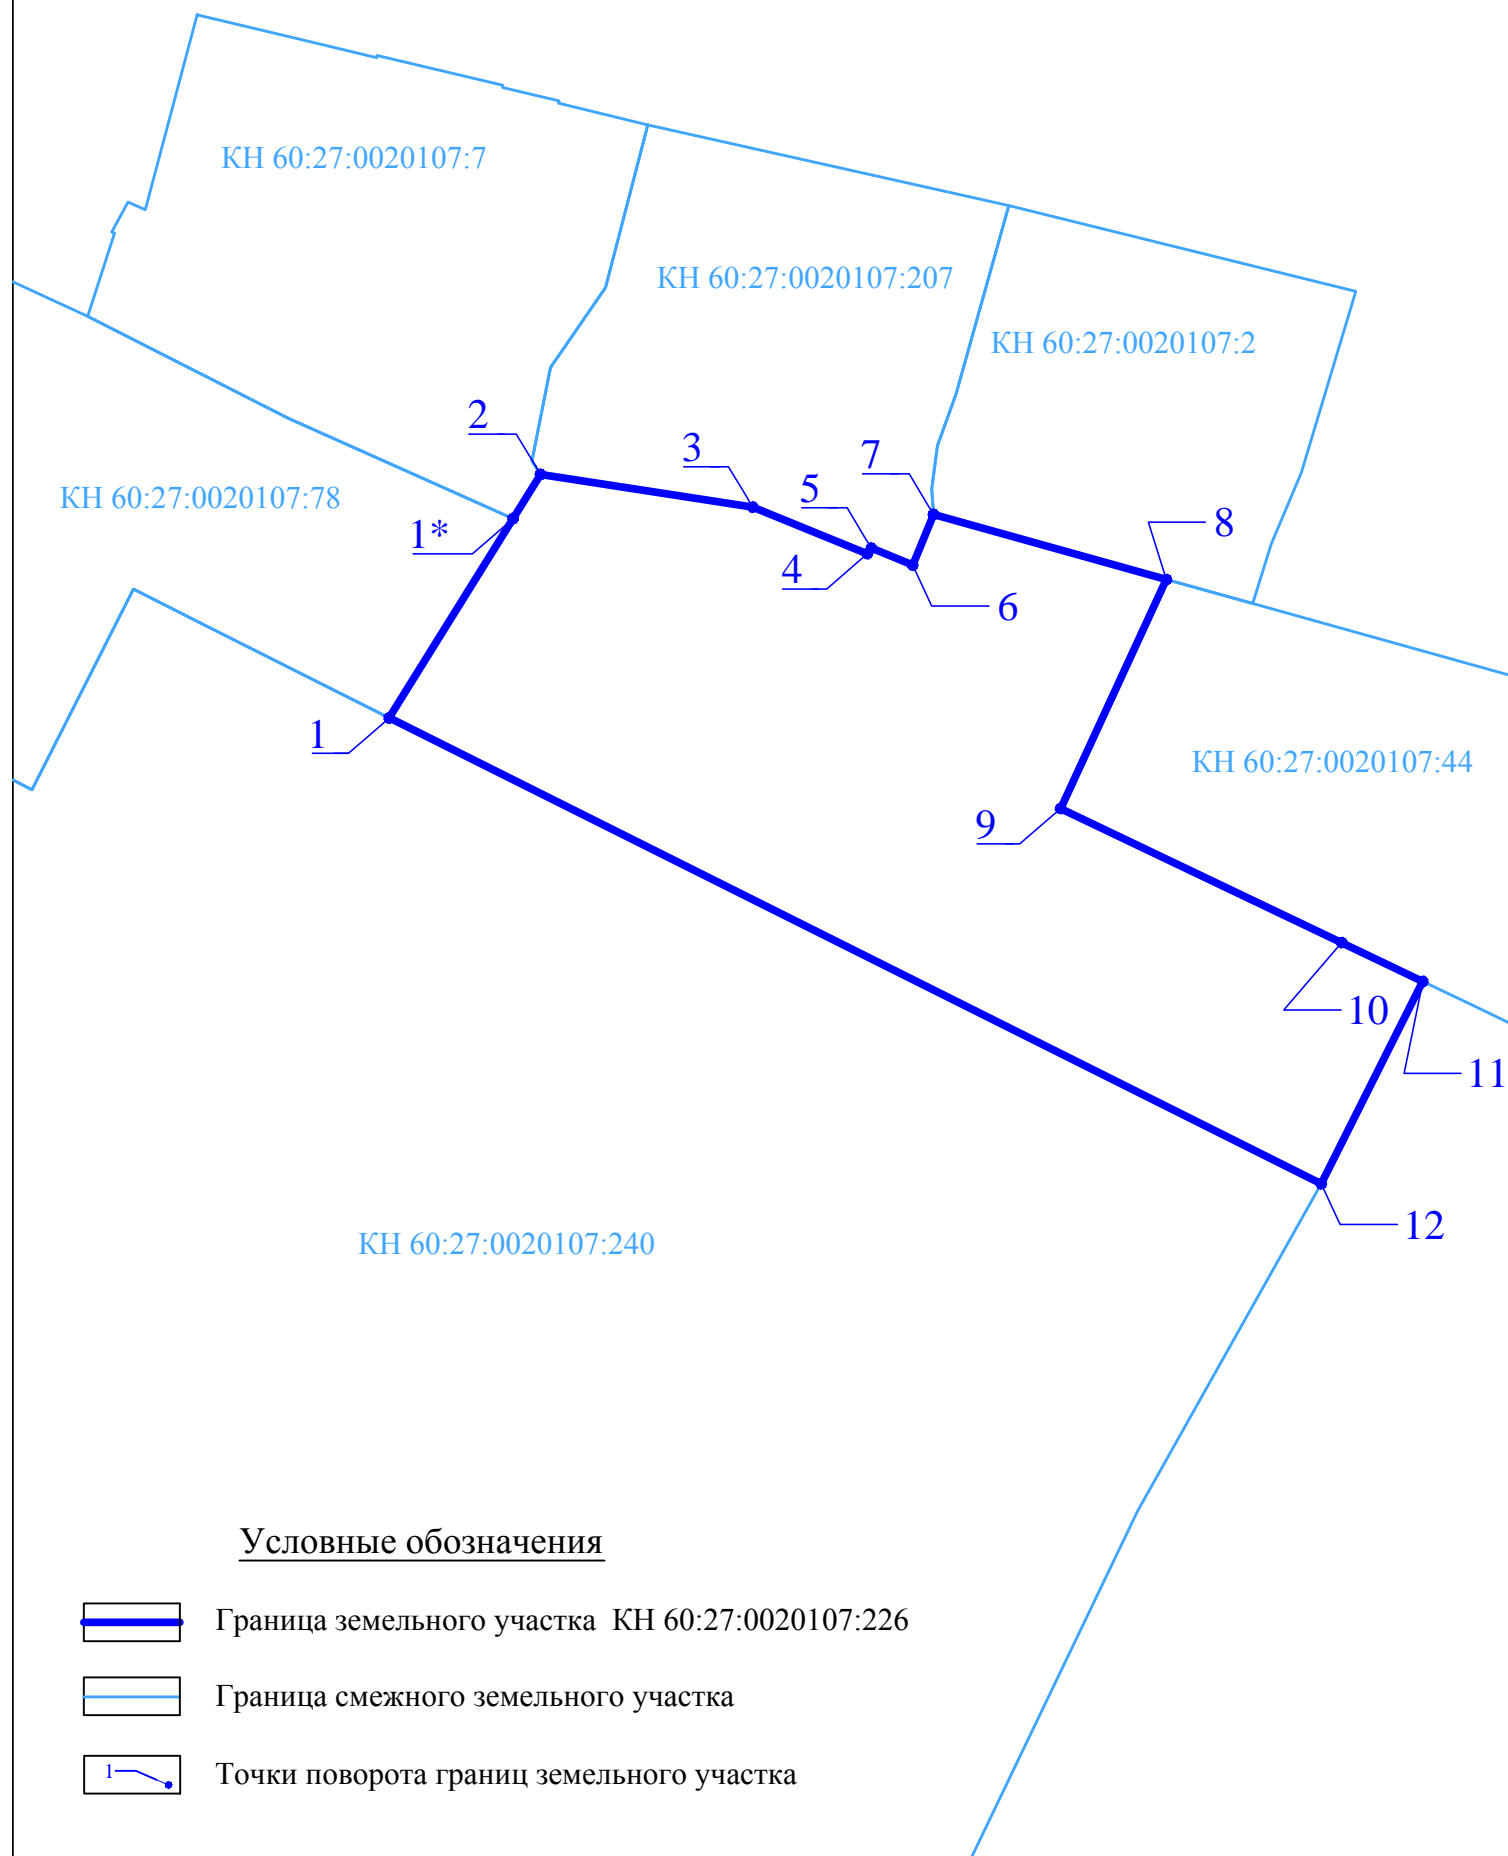 КН 60:27:0020107:7
КН 60:27:0020107:207
КН 60:27:0020107:2
2
3
7
5
КН 60:27:0020107:78
1*
8
4
6
1
КН 60:27:0020107:44
9
10
11
12
КН 60:27:0020107:240
Условные обозначения
Граница земельного участка КН 60:27:0020107:226
Граница смежного земельного участка
1
Точки поворота границ земельного участка